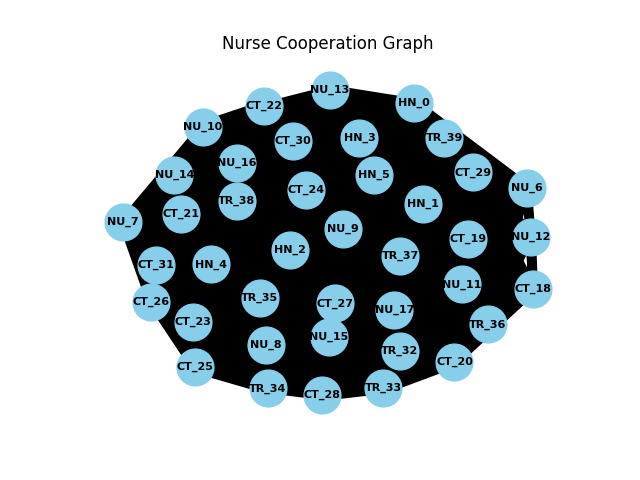 Nurse Cooperation Graph
NU_13
HN_0
CT_22
NU_10
CT_30
HN_3
TR_39
NU_16
CT_29
NU_14
HN_5
NU_6
CT_24
TR_38
HN_1
CT_21
NU_7
NU_9
NU_12
CT_19
HN_2
TR_37
CT_31
HN_4
NU_11
CT_18
TR_35
CT_26
CT_27
NU_17
CT_23
TR_36
NU_15
NU_8
TR_32
CT_20
CT_25
TR_34
TR_33
CT_28